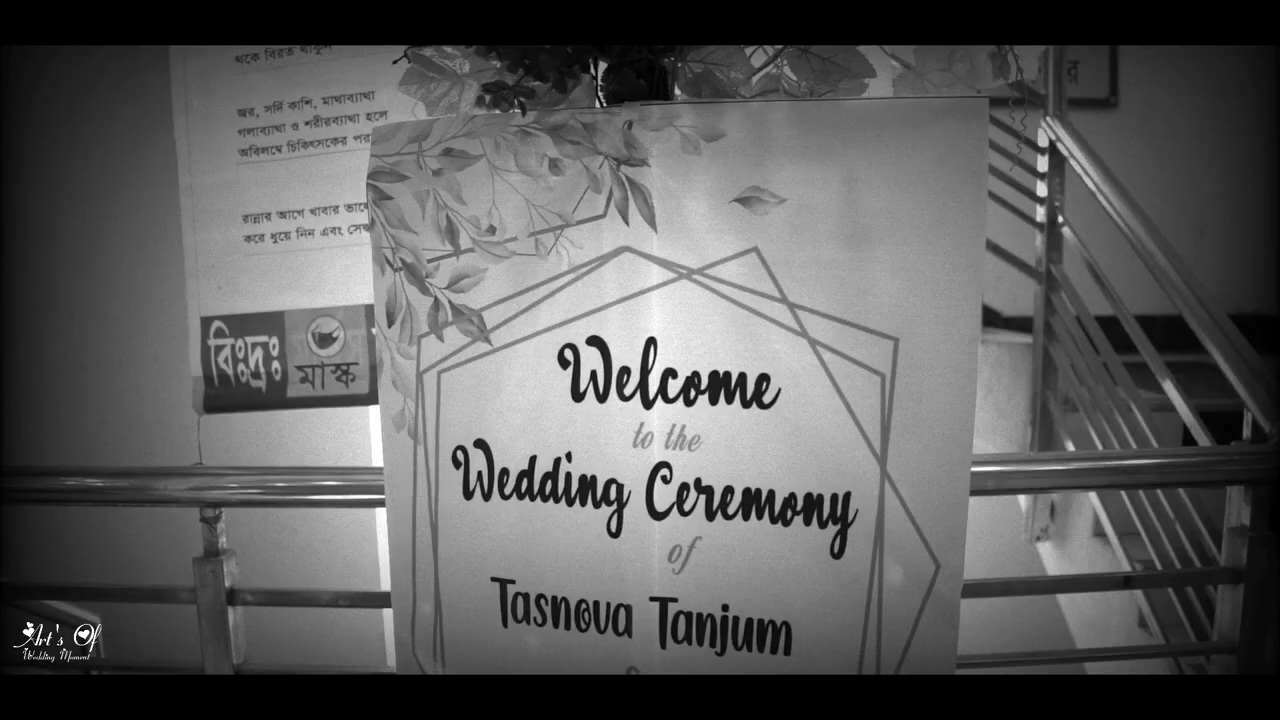 থেকে বিরত থাকুন
জ্বর, সর্দি কাশি, মাথাব্যাথা
গলাব্যাথা ও শরীরব্যাথা হলে
অবিলম্বে চিকিৎসকের
রান্নার আগে খাবার
করে ধুয়ে নিন এবং
বিঃদ্রঃ
মাস্ক
র
Welcome
to the
Wedding Ceremony
of
Tasnova Tanjum
Art's Of
Wedding Moment